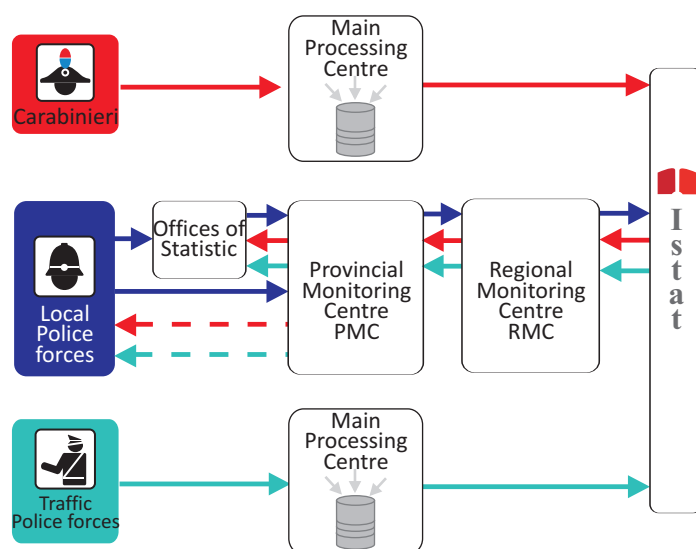 Main
Processing
Centre
Carabinieri
Offices of
Statistic
Provincial
Monitoring
Centre
PMC
Regional
Monitoring
Centre
RMC
Local
Police
forces
Istat
Main
Processing
Centre
Traffic
Police forces